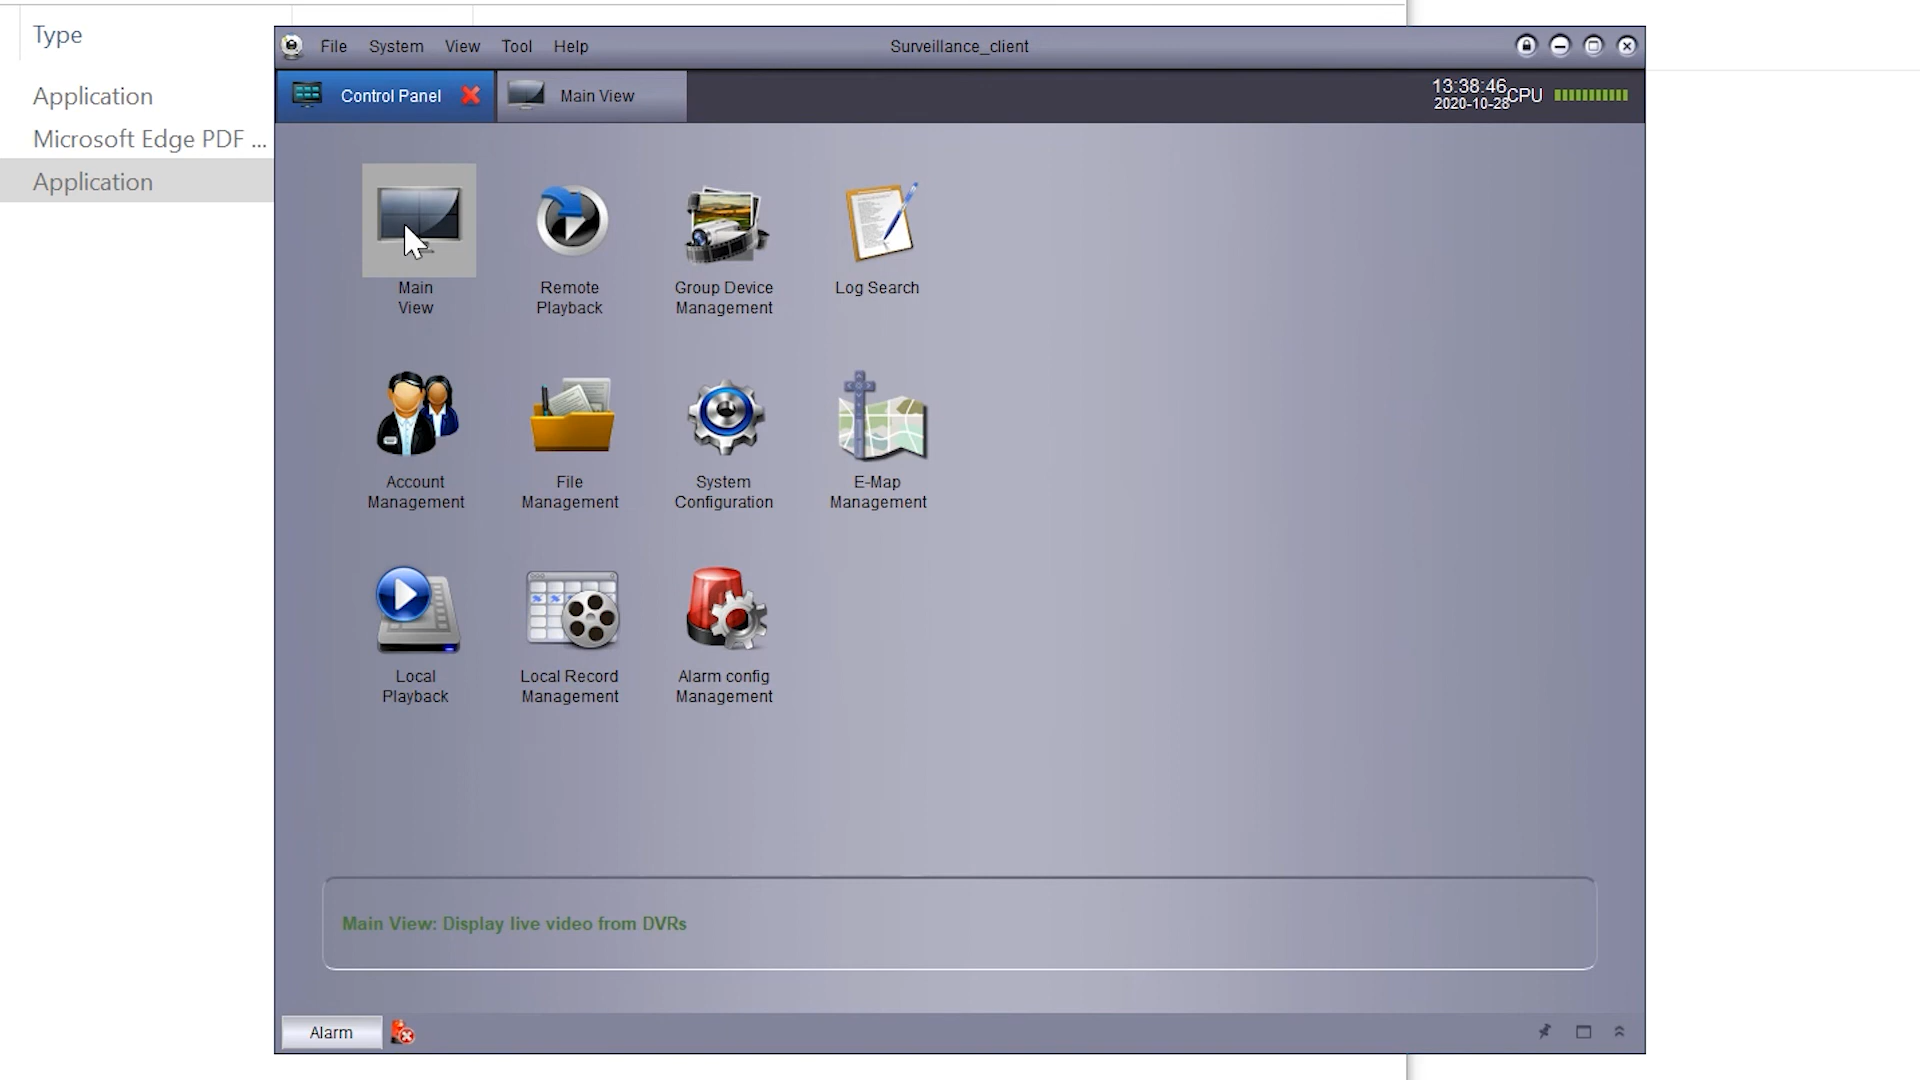 Type
Application
Microsoft Edge PDF ...
Application
File System View Tool Help
Surveillance_client
Control Panel
Main View
13:38:46
2020-10-28
CPU
Main
View
Remote
Playback
Group Device
Management
Log Search
Account
Management
File
Management
System
Configuration
E-Map
Management
Local
Playback
Local Record
Management
Alarm config
Management
Main View: Display live video from DVRs
Alarm